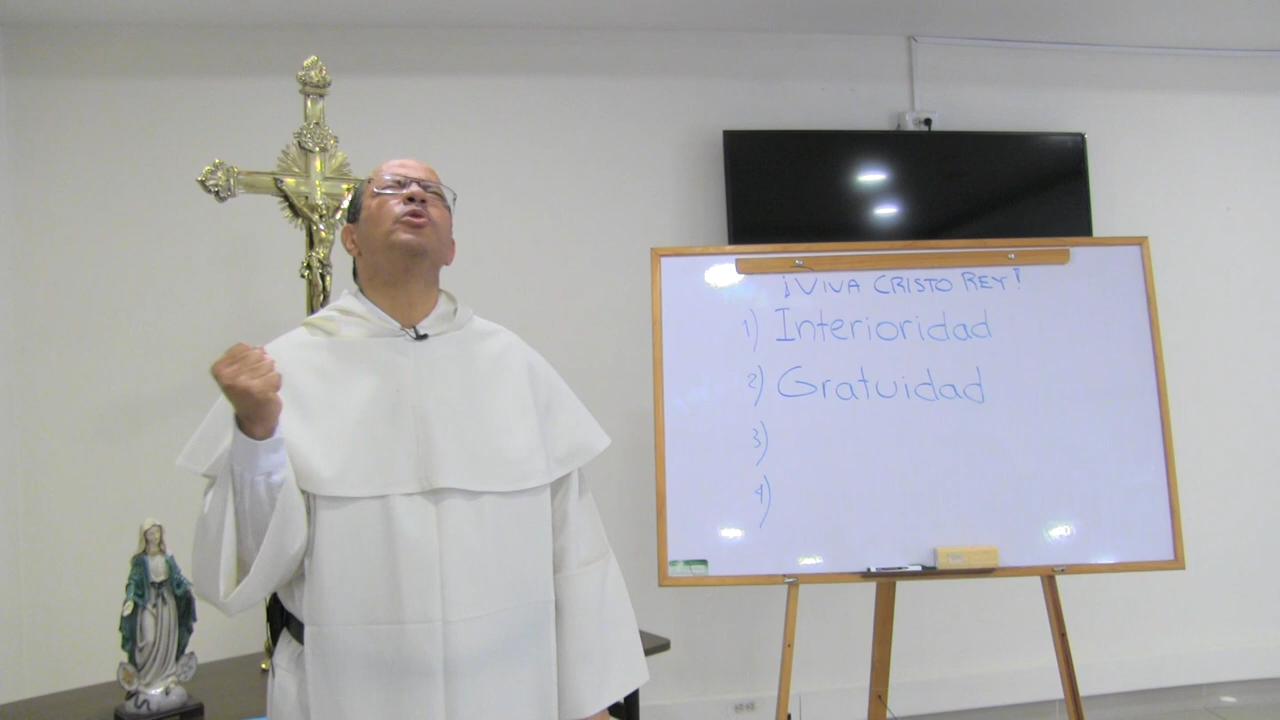 ¡VIVA CRISTO REY!
1) Interioridad
2) Gratuidad
3)
4)